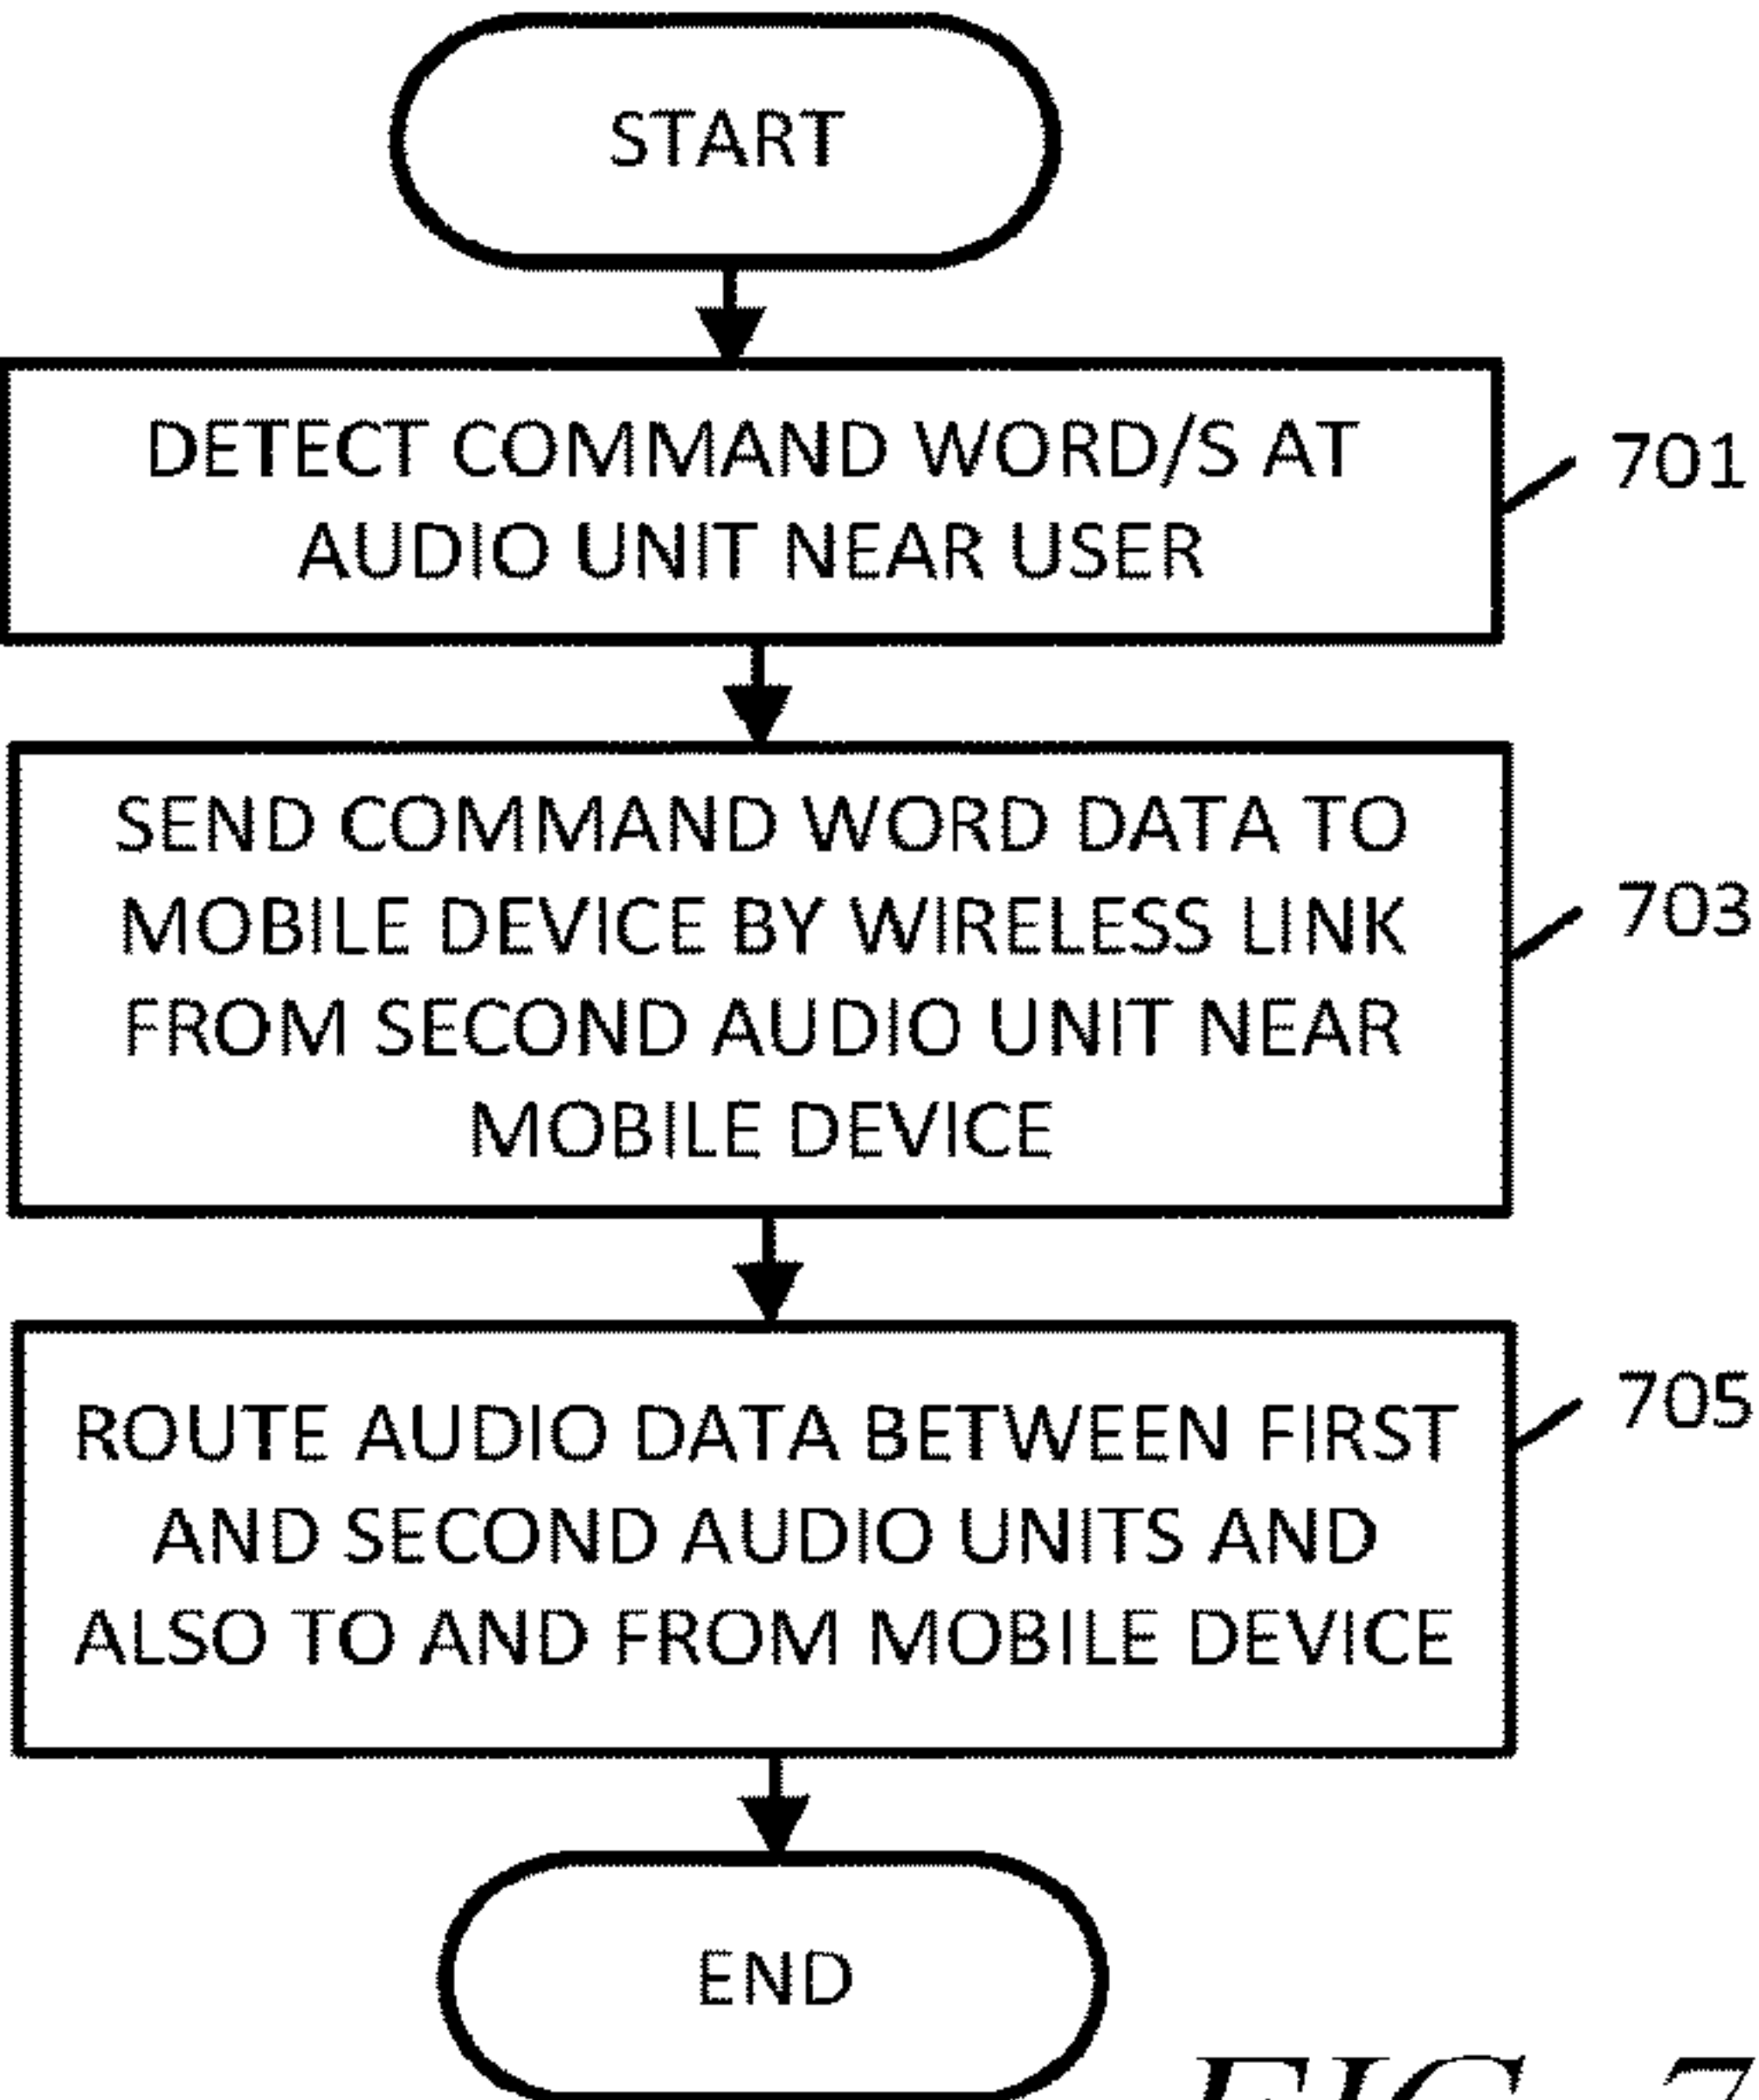 START
DETECT COMMAND WORD/S AT
AUDIO UNIT NEAR USER
701
SEND COMMAND WORD DATA TO
MOBILE DEVICE BY WIRELESS LINK
FROM SECOND AUDIO UNIT NEAR
MOBILE DEVICE
703
ROUTE AUDIO DATA BETWEEN FIRST
AND SECOND AUDIO UNITS AND
ALSO TO AND FROM MOBILE DEVICE
705
END
FIG. 7